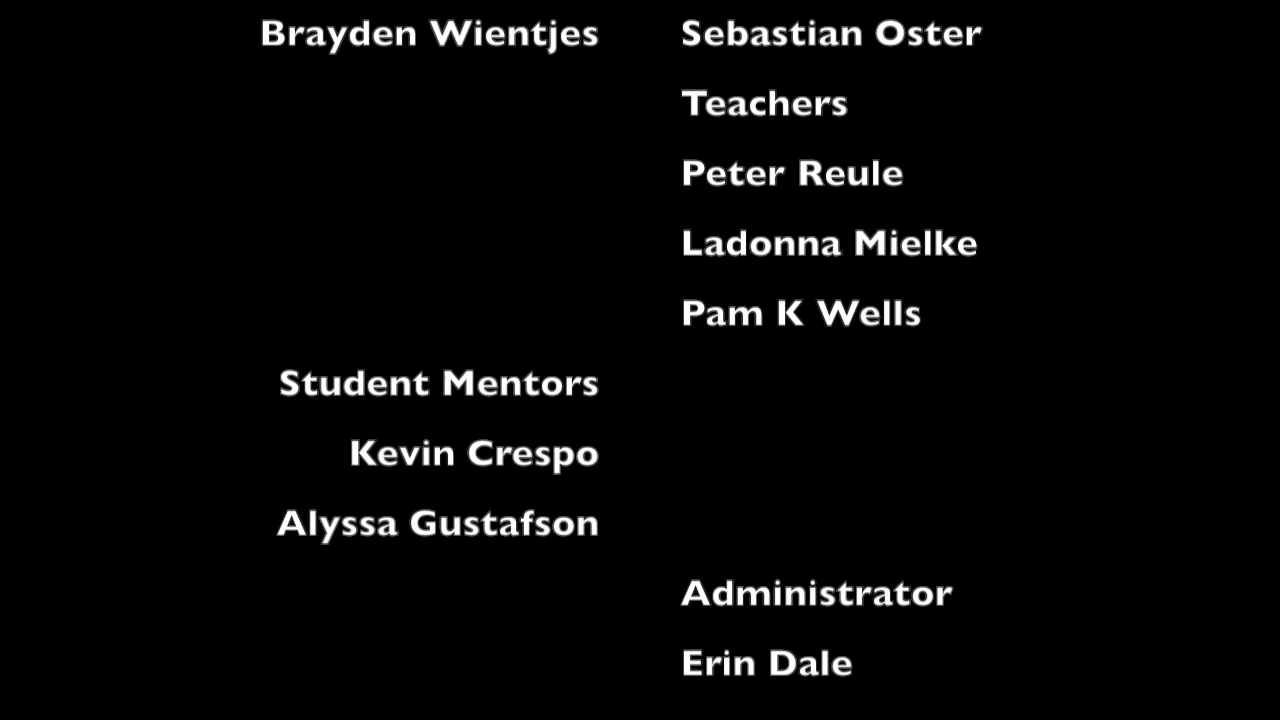 Brayden Wientjes Sebastian Oster
Teachers
Peter Reule
Ladonna Mielke
Pam K Wells
Student Mentors
Kevin Crespo
Alyssa Gustafson
Administrator
Erin Dale